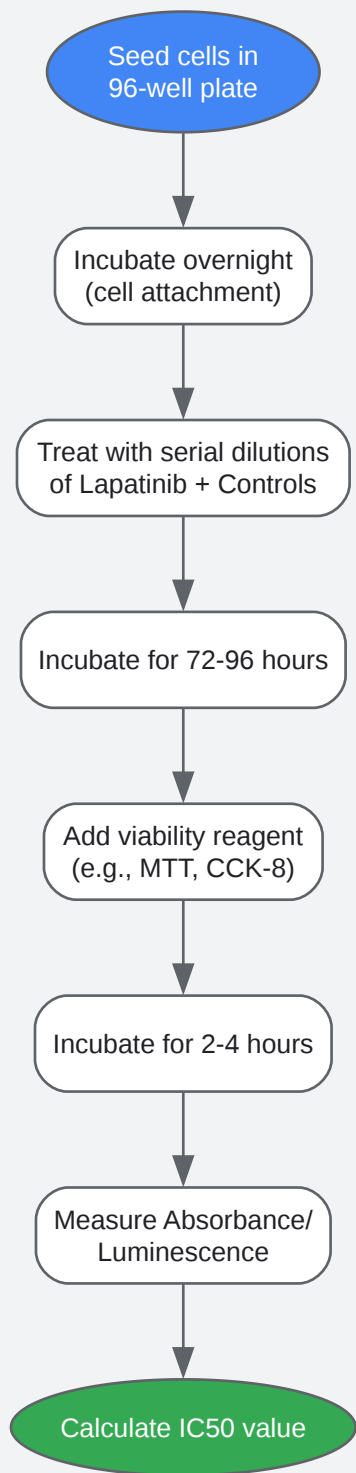 Seed cells in
96-well plate
Incubate overnight
(cell attachment)
Treat with serial dilutions
of Lapatinib + Controls
Incubate for 72-96 hours
Add viability reagent
(e.g., MTT, CCK-8)
Incubate for 2-4 hours
Measure Absorbance/
Luminescence
Calculate IC50 value